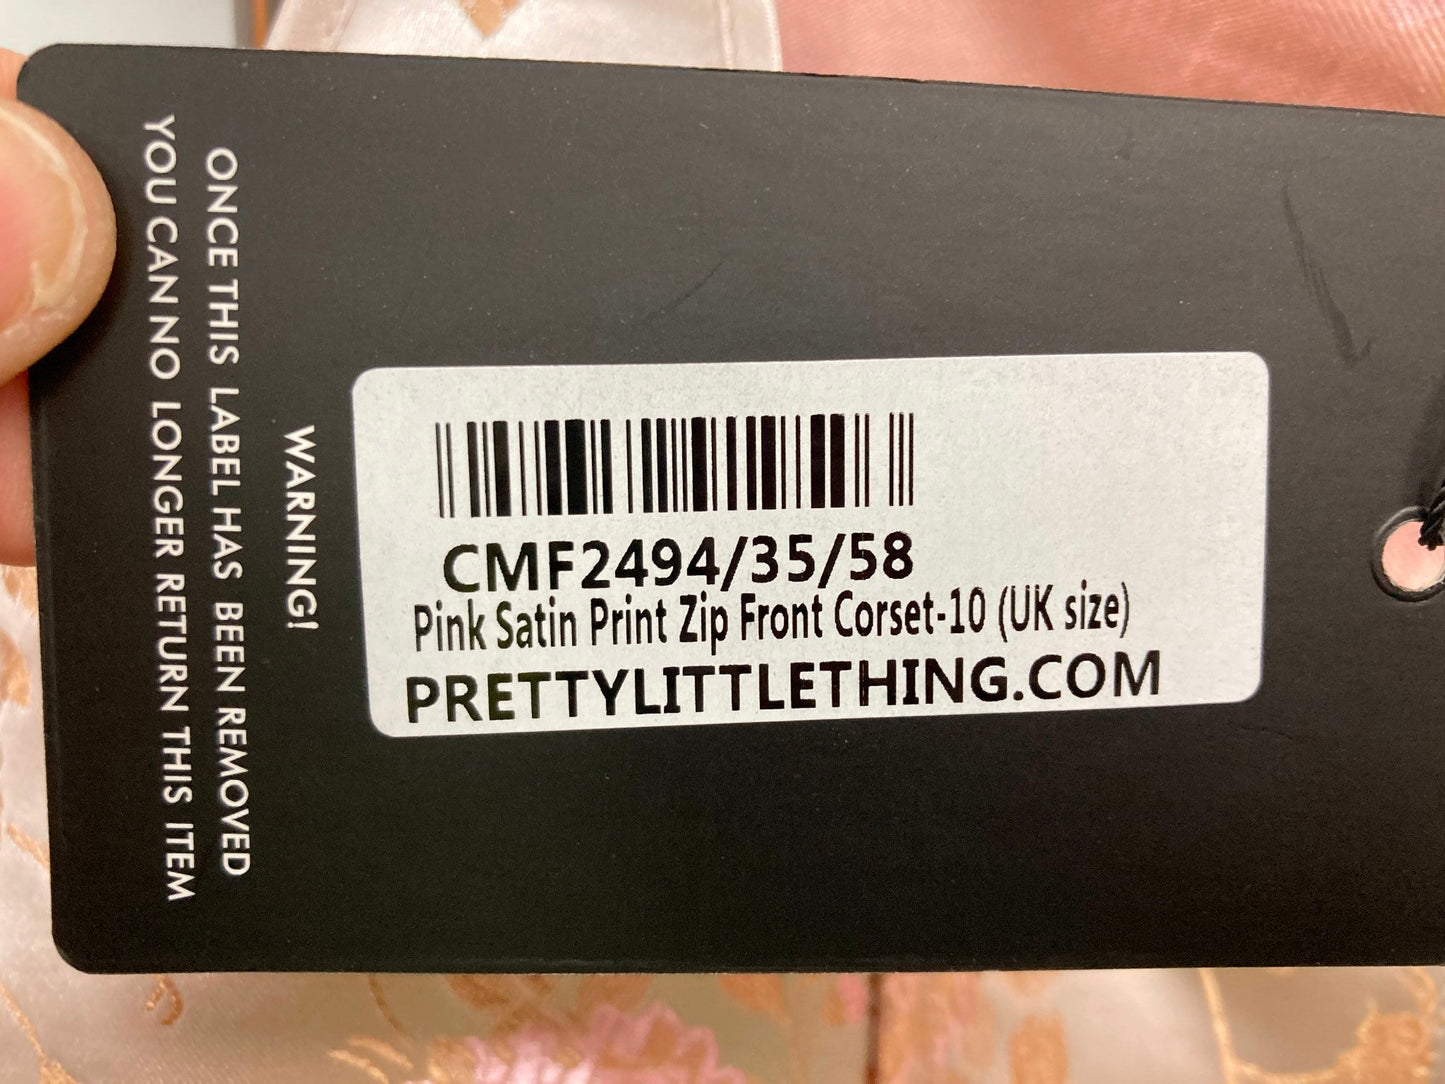 WARNING!
ONCE THIS LABEL HAS BEEN REMOVED
YOU CAN NO LONGER RETURN THIS ITEM
CMF2494/35/58
Pink Satin Print Zip Front Corset-10 (UK size)
PRETTYLITTLETHING.COM